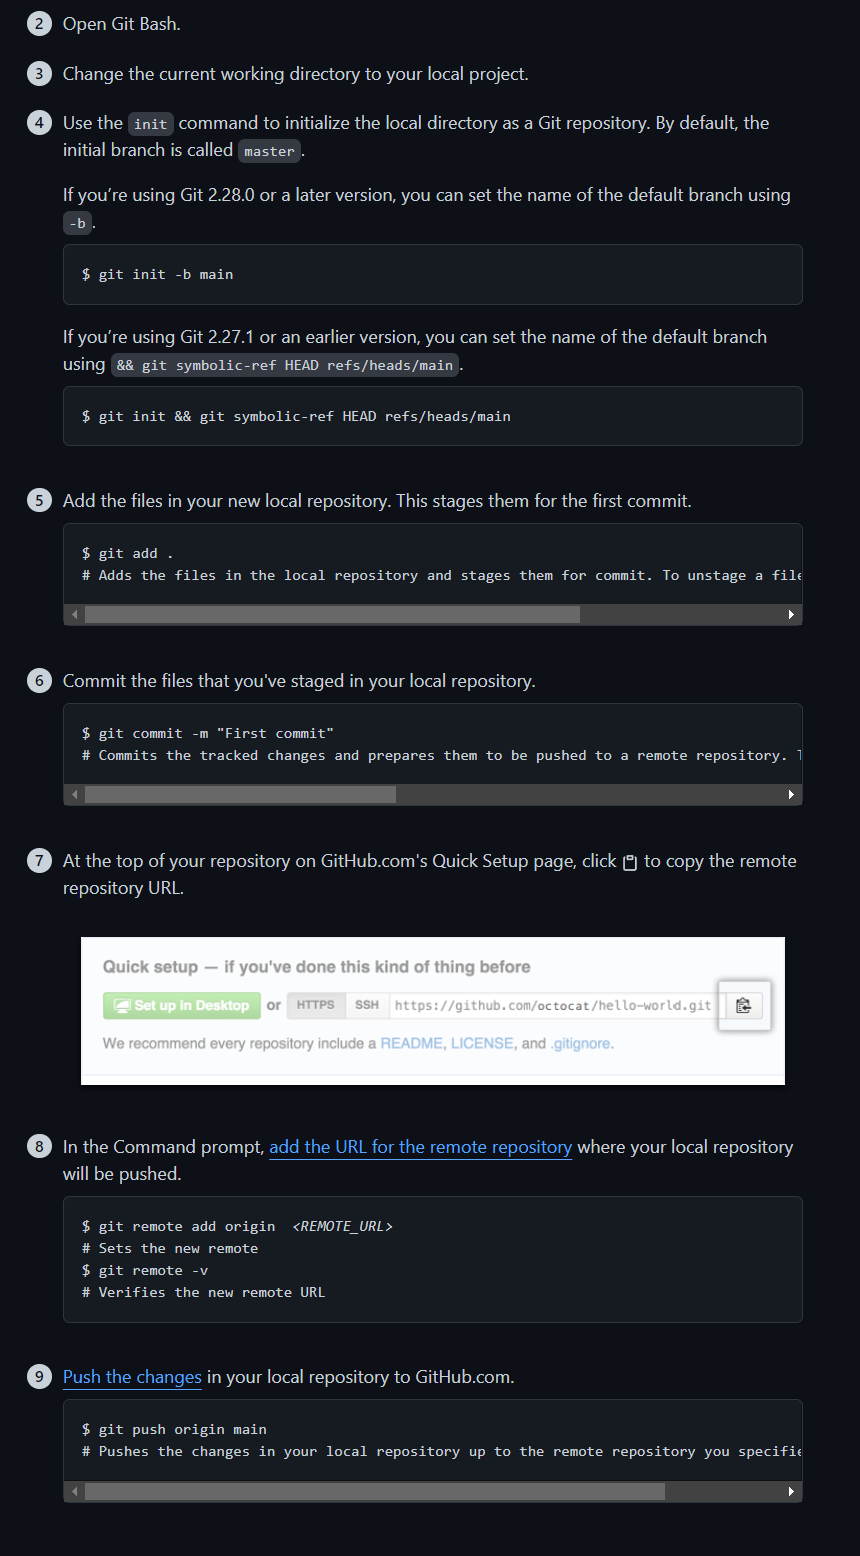 2 Open Git Bash.
3 Change the current working directory to your local project.
4 Use the init command to initialize the local directory as a Git repository. By default, the
initial branch is called master.
If you’re using Git 2.28.0 or a later version, you can set the name of the default branch using
-b.
$ git init -b main
If you’re using Git 2.27.1 or an earlier version, you can set the name of the default branch
using && git symbolic-ref HEAD refs/heads/main.
$ git init && git symbolic-ref HEAD refs/heads/main
5 Add the files in your new local repository. This stages them for the first commit.
$ git add .
# Adds the files in the local repository and stages them for commit. To unstage a file
6 Commit the files that you've staged in your local repository.
$ git commit -m "First commit"
# Commits the tracked changes and prepares them to be pushed to a remote repository.
7 At the top of your repository on GitHub.com's Quick Setup page, click to copy the remote
repository URL.
Quick setup — if you've done this kind of thing before
Set up in Desktop or HTTPS SSH https://github.com/octocat/hello-world.git
We recommend every repository include a README, LICENSE, and .gitignore.
8 In the Command prompt, add the URL for the remote repository where your local repository
will be pushed.
$ git remote add origin <REMOTE_URL>
# Sets the new remote
$ git remote -v
# Verifies the new remote URL
9 Push the changes in your local repository to GitHub.com.
$ git push origin main
# Pushes the changes in your local repository up to the remote repository you specifie